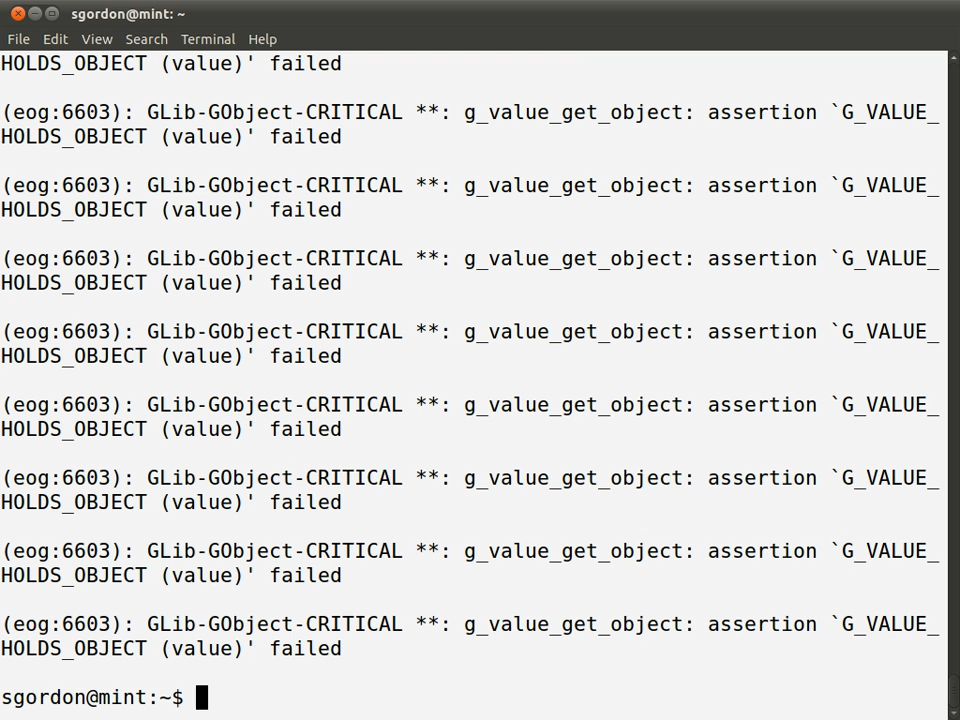 sgordon@mint: ~
File Edit View Search Terminal Help
HOLDS_OBJECT (value)' failed
(eog:6603): GLib-GObject-CRITICAL **: g_value_get_object: assertion `G_VALUE_
HOLDS_OBJECT (value)' failed
(eog:6603): GLib-GObject-CRITICAL **: g_value_get_object: assertion `G_VALUE_
HOLDS_OBJECT (value)' failed
(eog:6603): GLib-GObject-CRITICAL **: g_value_get_object: assertion `G_VALUE_
HOLDS_OBJECT (value)' failed
(eog:6603): GLib-GObject-CRITICAL **: g_value_get_object: assertion `G_VALUE_
HOLDS_OBJECT (value)' failed
(eog:6603): GLib-GObject-CRITICAL **: g_value_get_object: assertion `G_VALUE_
HOLDS_OBJECT (value)' failed
(eog:6603): GLib-GObject-CRITICAL **: g_value_get_object: assertion `G_VALUE_
HOLDS_OBJECT (value)' failed
(eog:6603): GLib-GObject-CRITICAL **: g_value_get_object: assertion `G_VALUE_
HOLDS_OBJECT (value)' failed
(eog:6603): GLib-GObject-CRITICAL **: g_value_get_object: assertion `G_VALUE_
HOLDS_OBJECT (value)' failed
sgordon@mint:~$